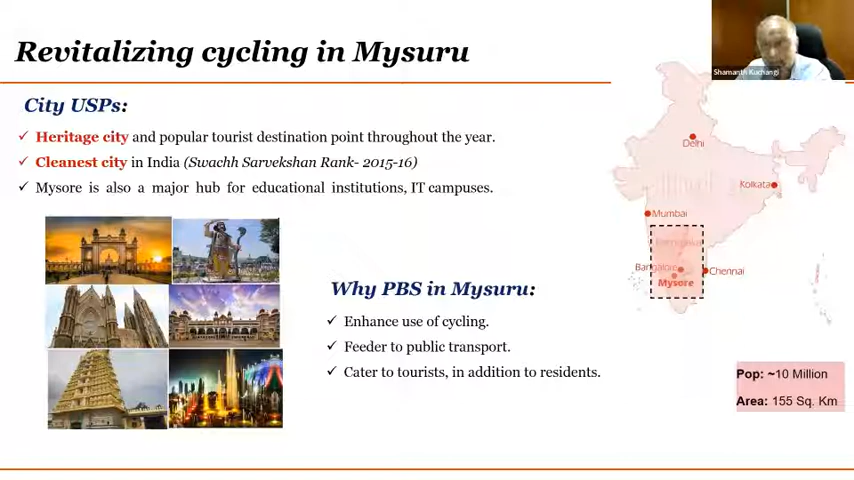 Revitalizing cycling in Mysuru
Shamanth Kuchangi
City USPs:
✓ Heritage city and popular tourist destination point throughout the year.
✓ Cleanest city in India (Swachh Sarvekshan Rank- 2015-16)
✓ Mysore is also a major hub for educational institutions, IT campuses.
Delhi
Kolkata
Mumbai
Bangalore
Chennai
Mysore
Why PBS in Mysuru:
✓ Enhance use of cycling.
✓ Feeder to public transport.
✓ Cater to tourists, in addition to residents.
Pop: ~10 Million
Area: 155 Sq. Km